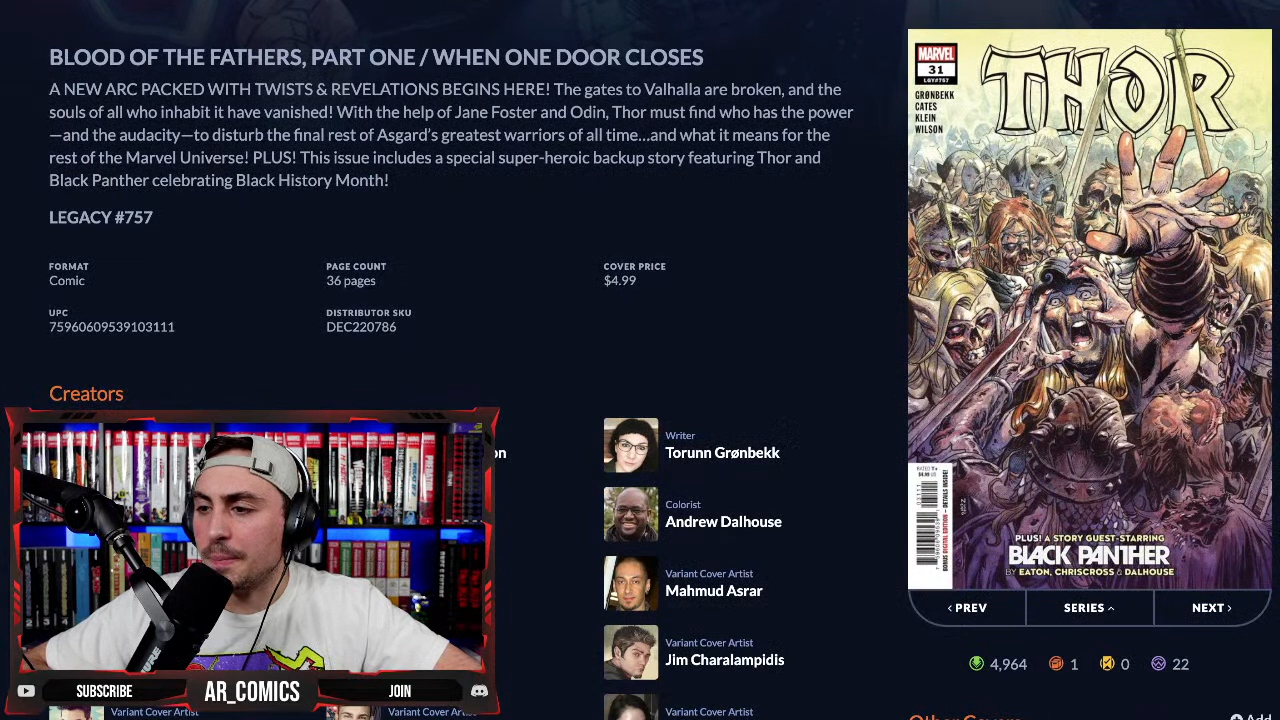 BLOOD OF THE FATHERS, PART ONE / WHEN ONE DOOR CLOSES
A NEW ARC PACKED WITH TWISTS & REVELATIONS BEGINS HERE! The gates to Valhalla are broken, and the
souls of all who inhabit it have vanished! With the help of Jane Foster and Odin, Thor must find who has the power
—and the audacity—to disturb the final rest of Asgard's greatest warriors of all time...and what it means for the
rest of the Marvel Universe! PLUS! This issue includes a special super-heroic backup story featuring Thor and
Black Panther celebrating Black History Month!
LEGACY #757
FORMAT
Comic
PAGE COUNT
36 pages
COVER PRICE
$4.99
UPC
75960609539103111
DISTRIBUTOR SKU
DEC220786
Creators
on
Writer
Torunn Grønbekk
Colorist
Andrew Dalhouse
Variant Cover Artist
Mahmud Asrar
Variant Cover Artist
Jim Charalampidis
Variant Cover Artist
Variant Cover Artist
Variant Cover
SUBSCRIBE
AR_COMICS
JOIN
MARVEL
31
LGY#757
GRØNBEKK
CATES
KLEIN
WILSON
THOR
PLUS! A STORY GUEST-STARRING
BLACK PANTHER
BY EATON, CHRISCROSS & DALHOUSE
‹ PREV
SERIES
NEXT ›
4,964
1
0
22
Other Covers
Add